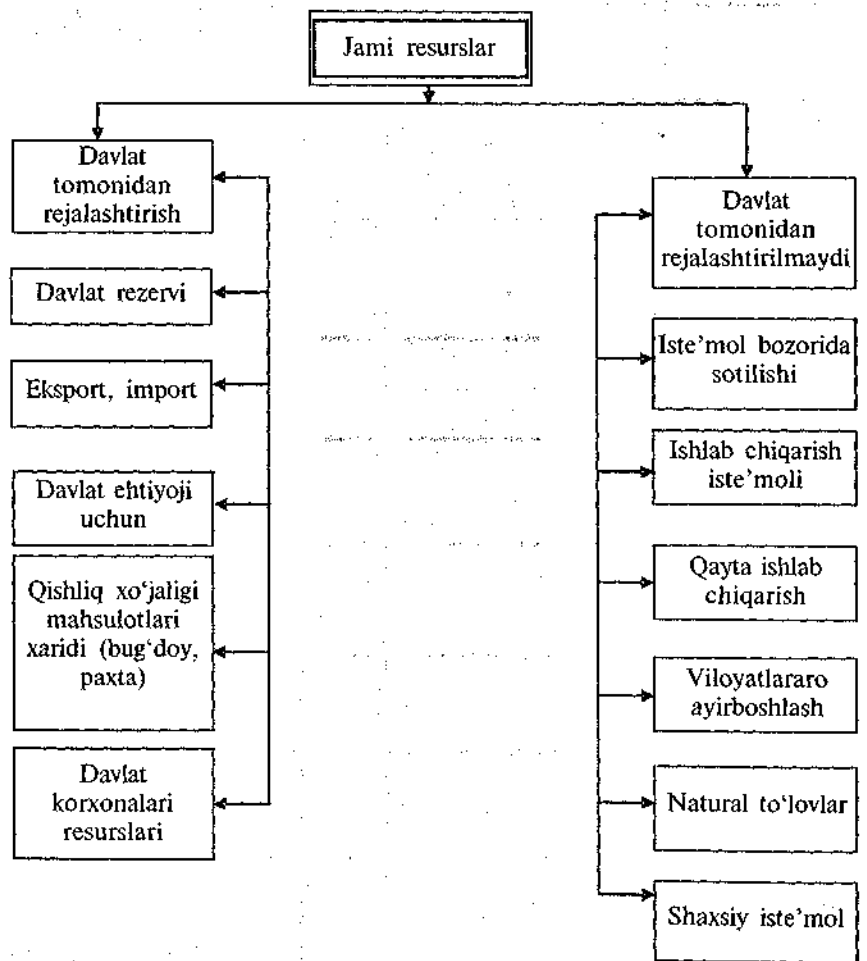 Jami resurslar
Davlat
tomonidan
rejalashtirish
Davlat rezervi
Eksport, import
Davlat ehtiyoji
uchun
Qishliq xo‘jaligi
mahsulotlari
xaridi (bug‘doy,
paxta)
Davlat
korxonalari
resurslari
Davlat
tomonidan
rejalashtirilmaydi
Iste’mol bozorida
sotilishi
Ishlab chiqarish
iste’moli
Qayta ishlab
chiqarish
Viloyatlararo
ayirboshlash
Natural to‘lovlar
Shaxsiy iste’mol